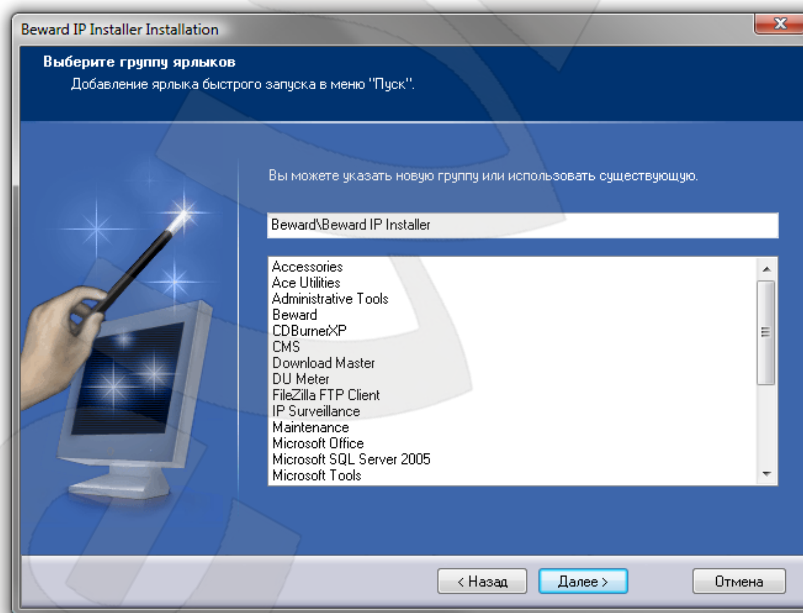 Beward IP Installer Installation
Выберите группу ярлыков
Добавление ярлыка быстрого запуска в меню "Пуск".
Вы можете указать новую группу или использовать существующую.
Beward\Beward IP Installer
Accessories
Ace Utilities
Administrative Tools
Beward
CDBurnerXP
CMS
Download Master
DU Meter
FileZilla FTP Client
IP Surveillance
Maintenance
Microsoft Office
Microsoft SQL Server 2005
Microsoft Tools
< Назад
Далее >
Отмена